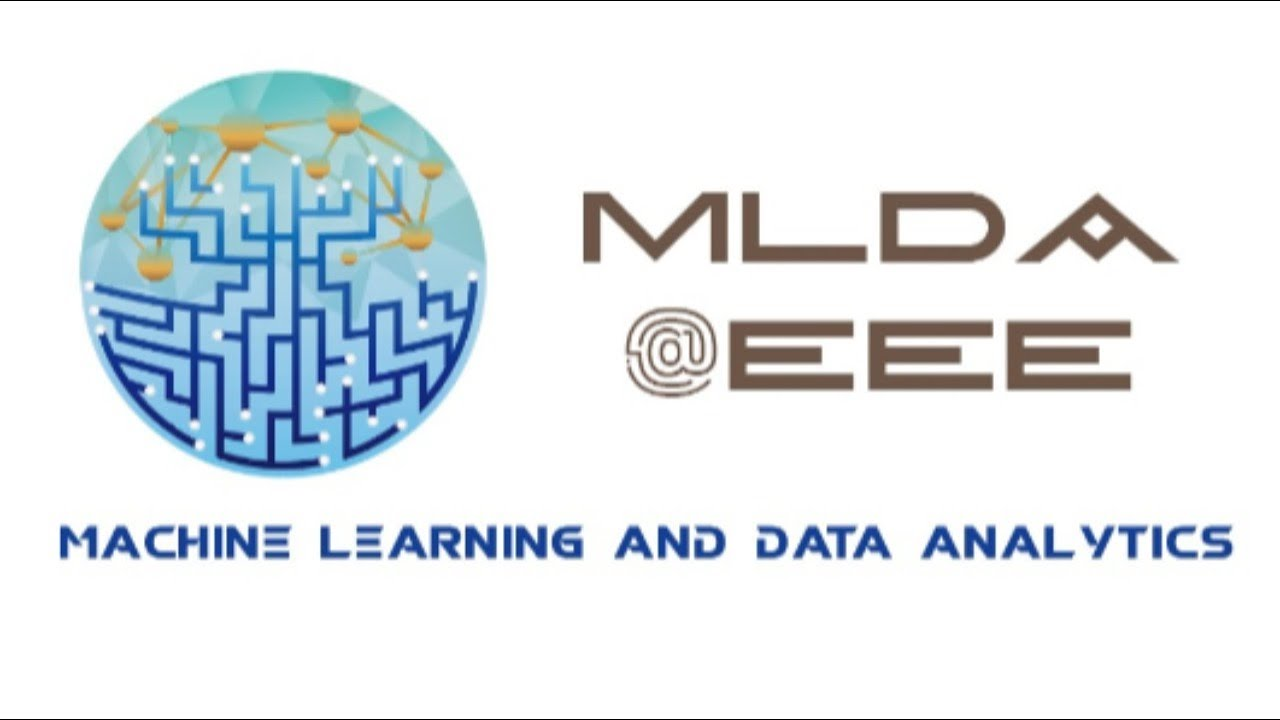 MLDA
@EEE
MACHINE LEARNING AND DATA ANALYTICS